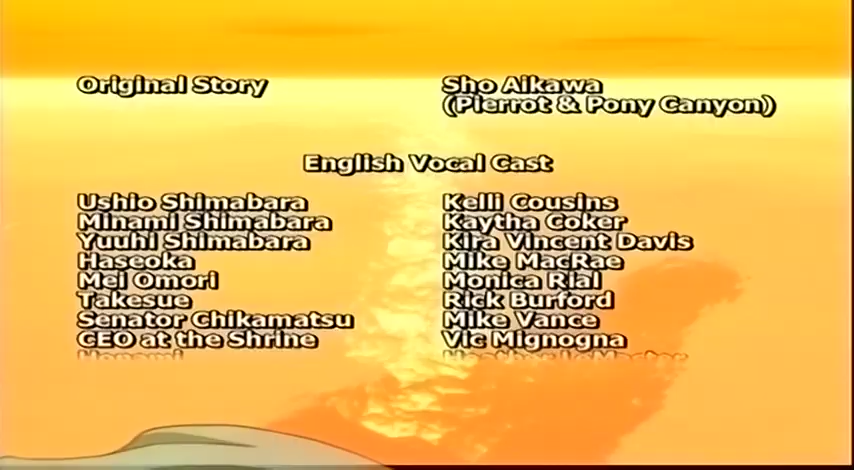 Original Story Sho Aikawa
(Pierrot & Pony Canyon)
English Vocal Cast
Ushio Shimabara Kelli Cousins
Minami Shimabara Kaytha Coker
Yuuhi Shimabara Kira Vincent Davis
Haseoka Mike MacRae
Mei Omori Monica Rial
Takesue Rick Burford
Senator Chikamatsu Mike Vance
CEO at the Shrine Vic Mignogna